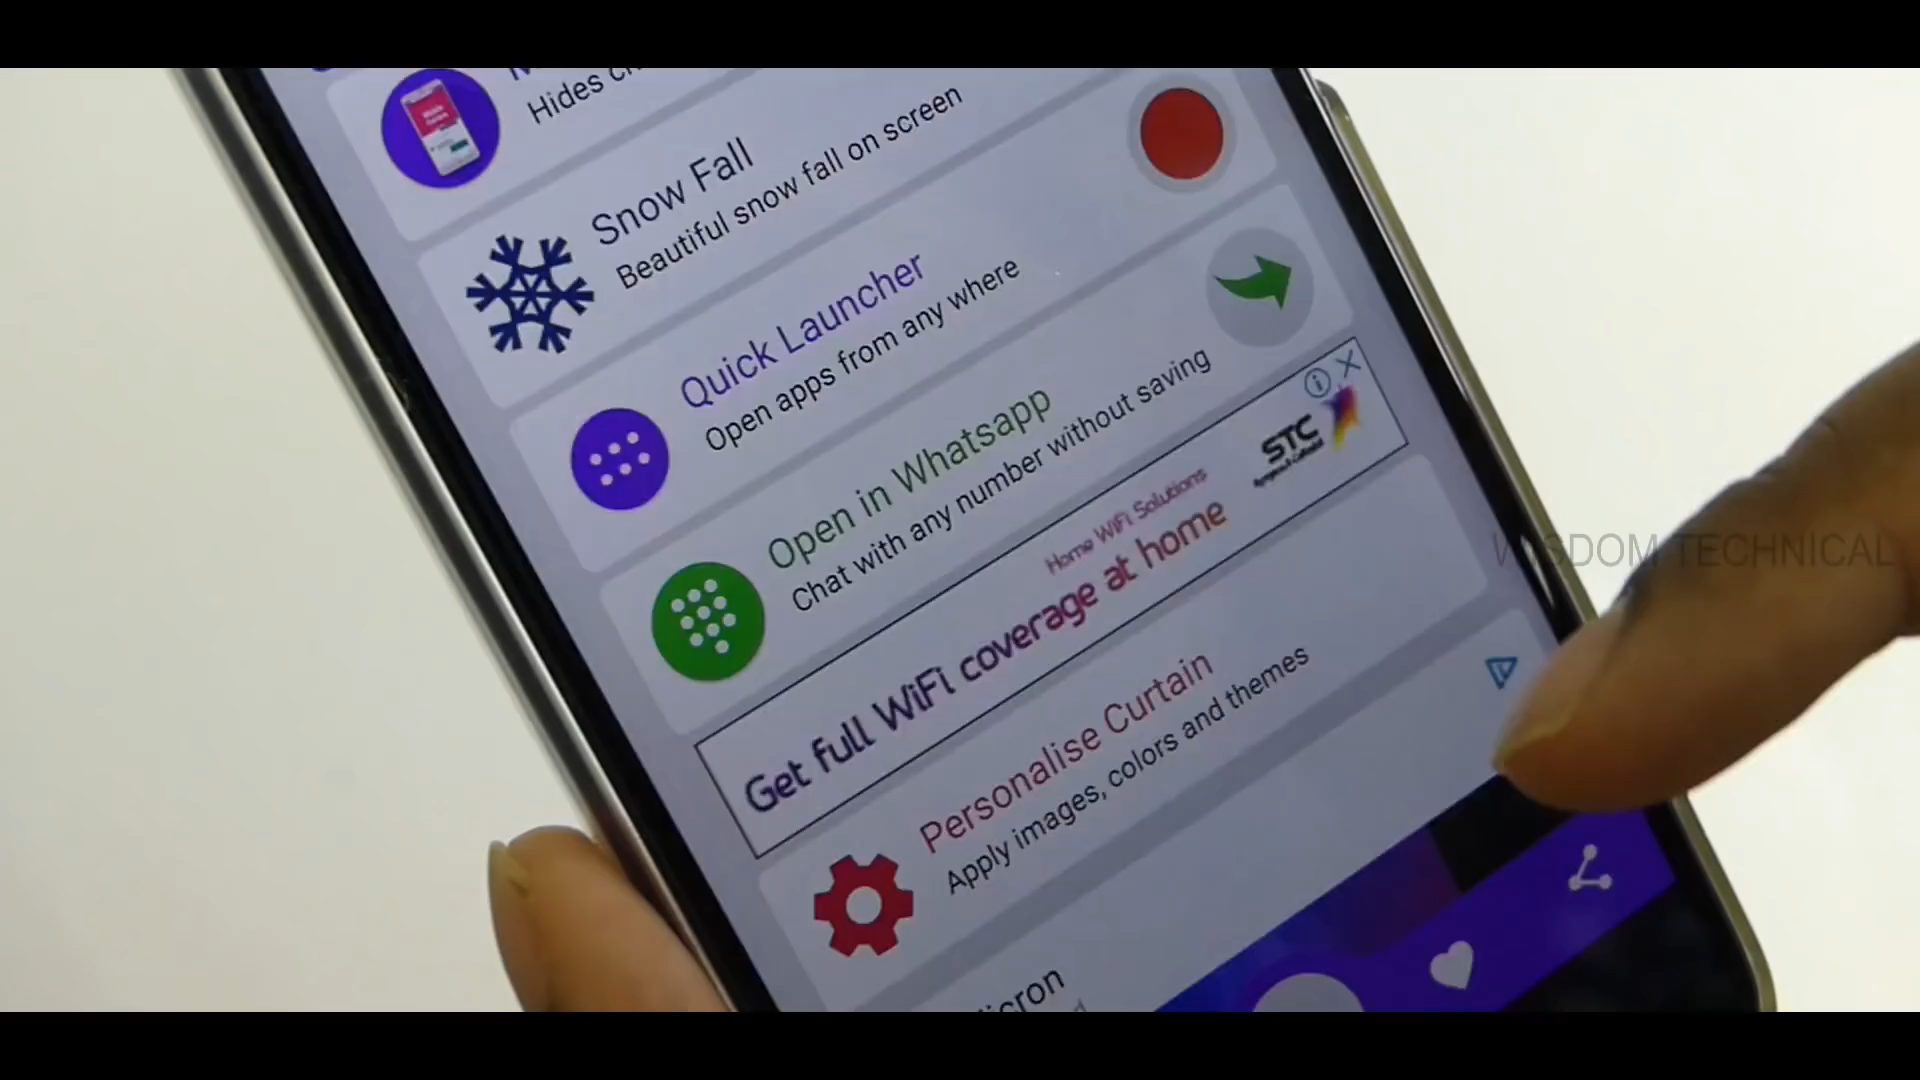 Hides
Snow Fall
Beautiful snow fall on screen
Quick Launcher
Open apps from any where
Open in Whatsapp
Chat with any number without saving
Home WiFi Solutions
Get full WiFi coverage at home
STC
Personalise Curtain
Apply images, colors and themes
WISDOM TECHNICAL